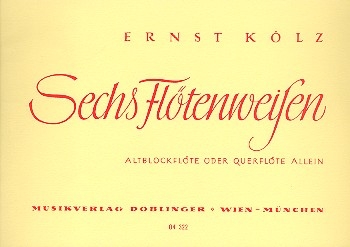 ERNST KÖLZ
Sechs Flötenweisen
ALTBLOCKFLÖTE ODER QUERFLÖTE ALLEIN
MUSIKVERLAG DOBLINGER • WIEN-MÜNCHEN
04 322